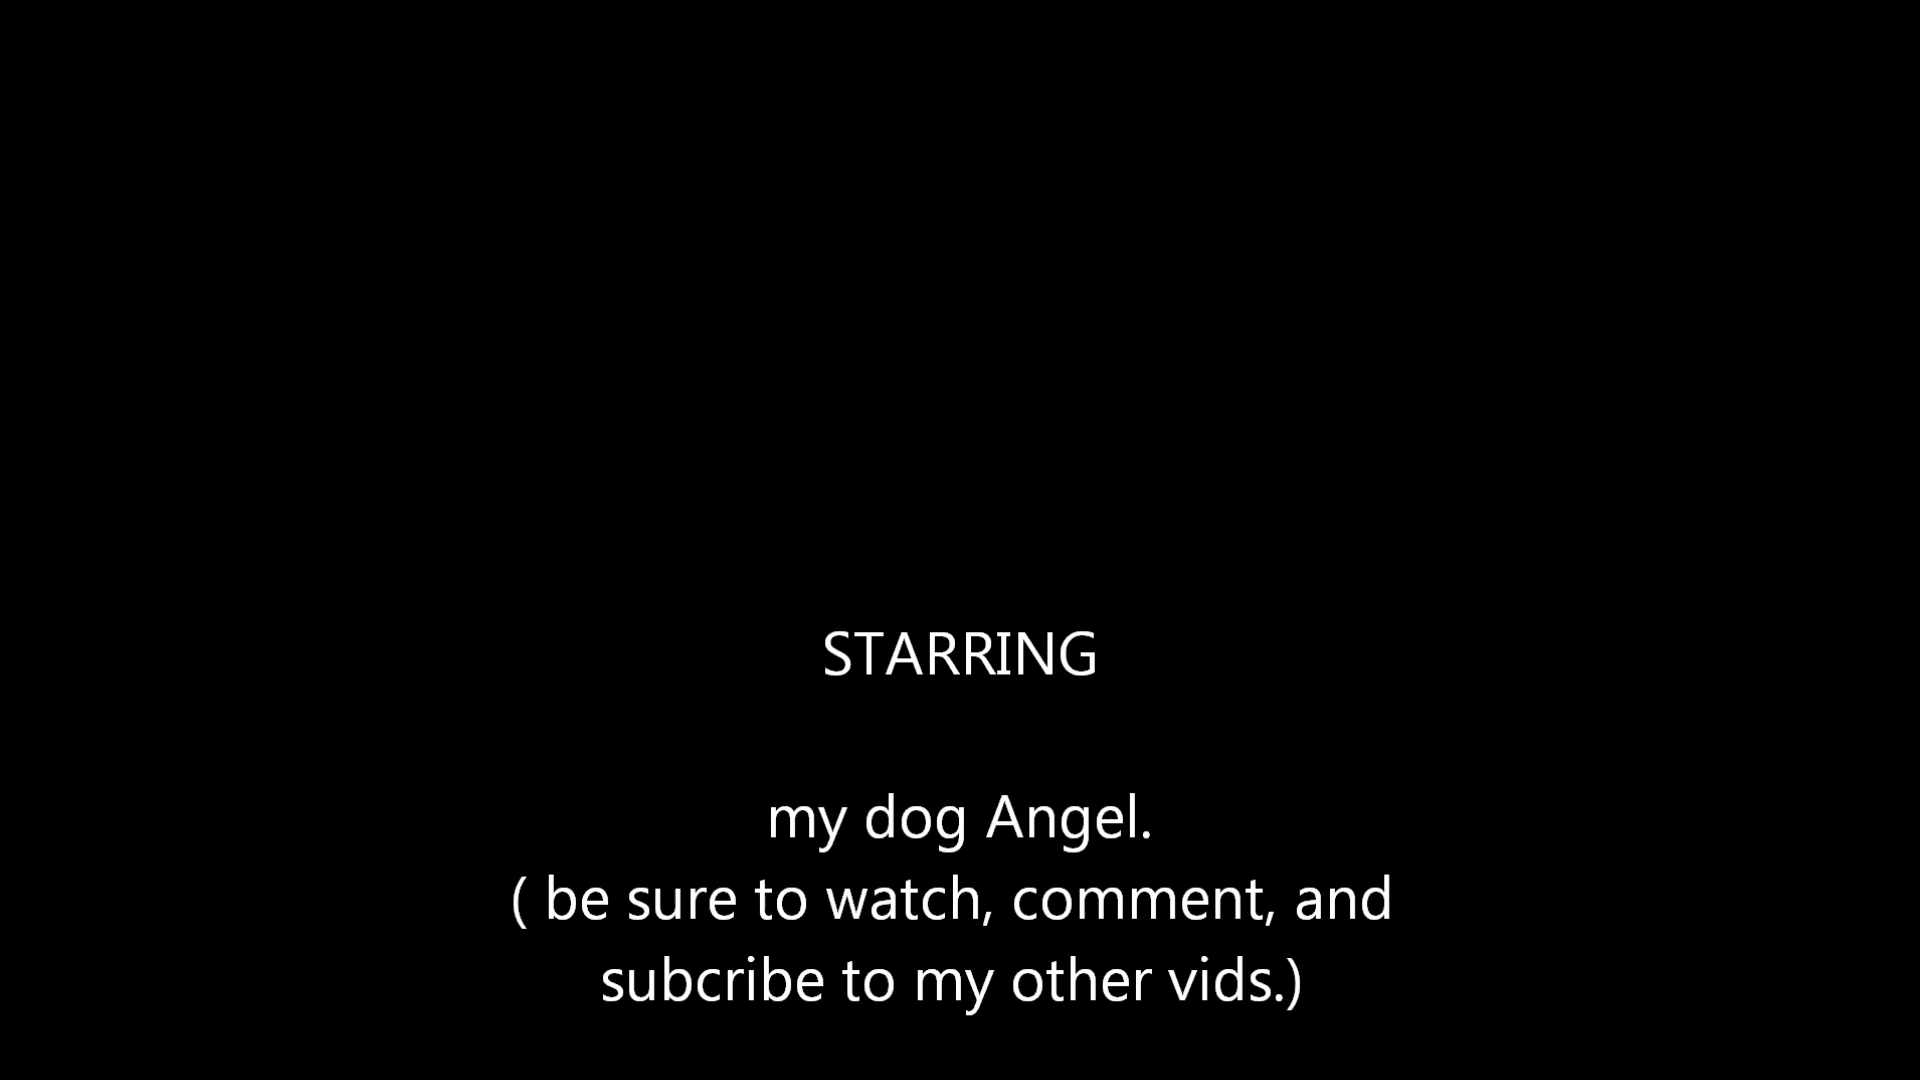 STARRING
my dog Angel.
( be sure to watch, comment, and
subcribe to my other vids.)